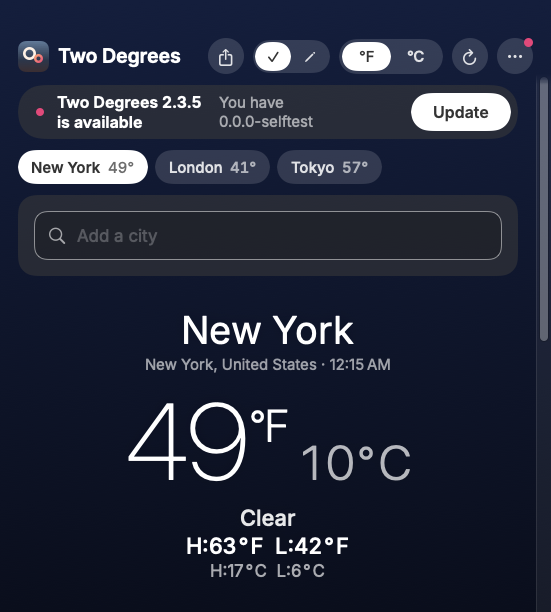 Two Degrees
°F
°C
Two Degrees 2.3.5
is available
You have
0.0.0-selftest
Update
New York 49°
London 41°
Tokyo 57°
Add a city
New York
New York, United States · 12:15 AM
49°F 10°C
Clear
H:63°F L:42°F
H:17°C L:6°C